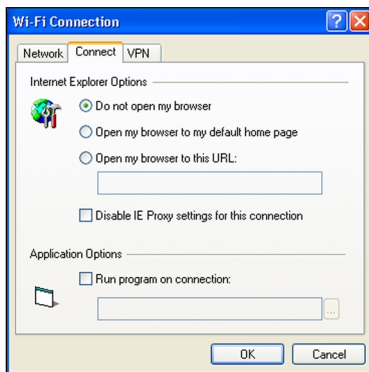 Wi-Fi Connection
Network Connect VPN
Internet Explorer Options
Do not open my browser
Open my browser to my default home page
Open my browser to this URL:
Disable IE Proxy settings for this connection
Application Options
Run program on connection:
...
OK Cancel